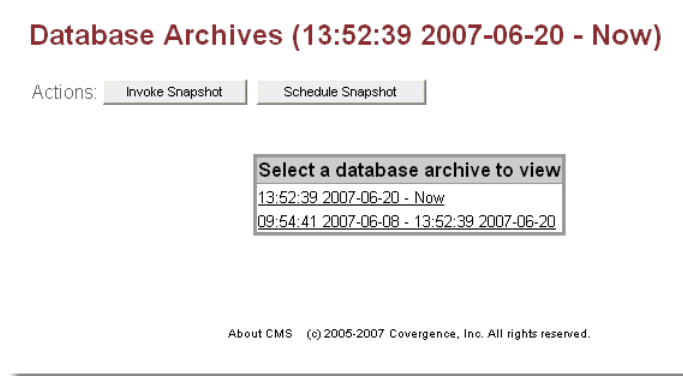 Database Archives (13:52:39 2007-06-20 - Now)
Actions: Invoke Snapshot Schedule Snapshot
Select a database archive to view
13:52:39 2007-06-20 - Now
09:54:41 2007-06-08 - 13:52:39 2007-06-20
About CMS (c) 2005-2007 Covergence, Inc. All rights reserved.